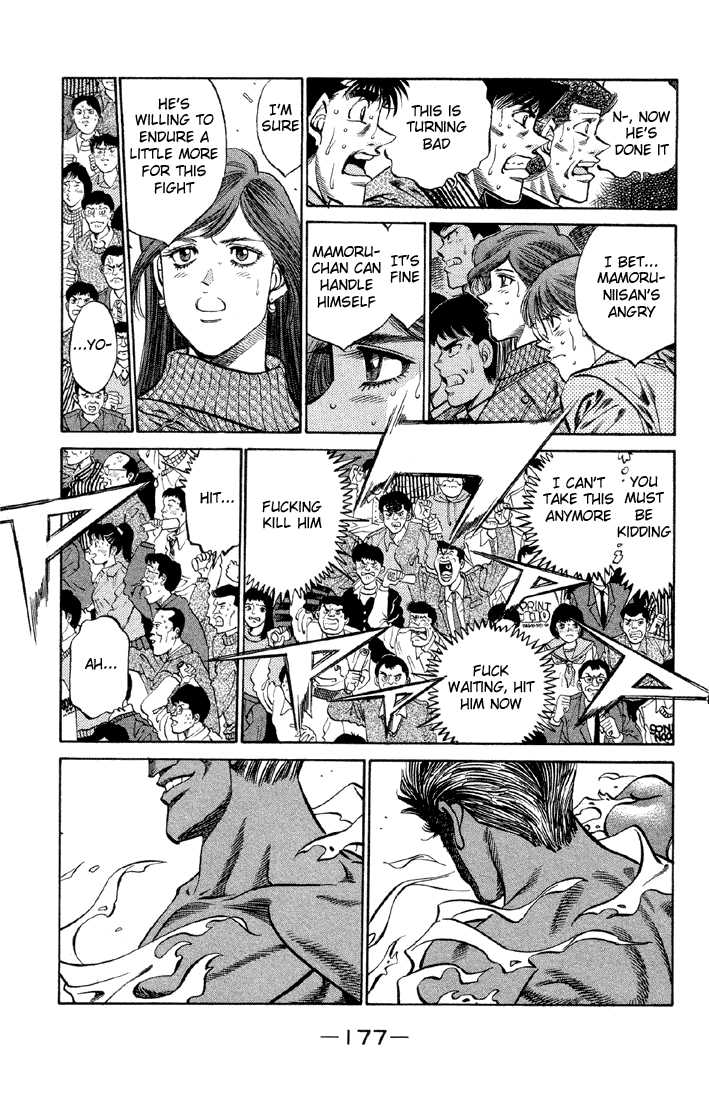 N-, NOW
HE'S
DONE IT
THIS IS
TURNING
BAD
I'M
SURE
HE'S
WILLING TO
ENDURE A
LITTLE MORE
FOR THIS
FIGHT
I BET...
MAMORU-
NIISAN'S
ANGRY
IT'S
FINE
MAMORU-
CHAN CAN
HANDLE
HIMSELF
...YO-
YOU
MUST
BE
KIDDING
I CAN'T
TAKE THIS
ANYMORE
FUCKING
KILL HIM
FUCK
WAITING, HIT
HIM NOW
HIT...
AH...
—177—